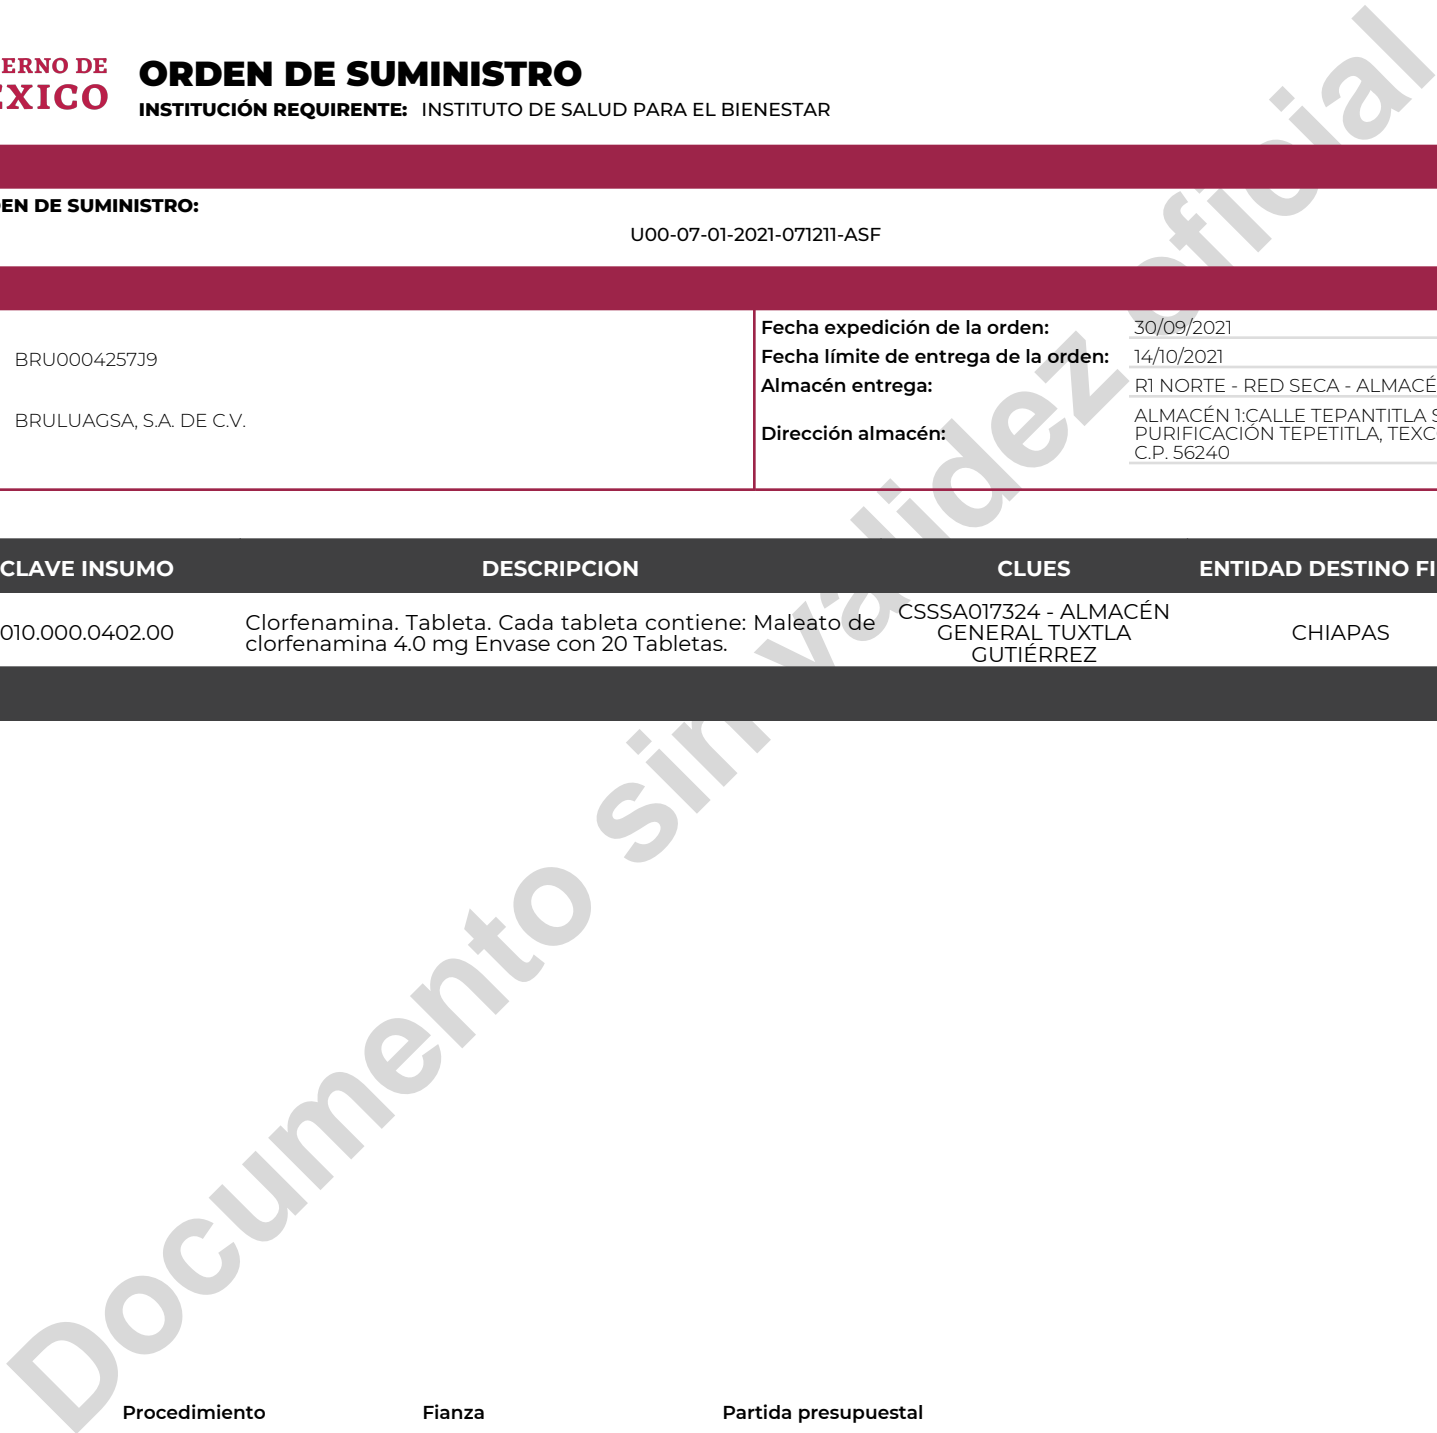 ERNO DE
ÉXICO
ORDEN DE SUMINISTRO
INSTITUCIÓN REQUIRENTE: INSTITUTO DE SALUD PARA EL BIENESTAR
EN DE SUMINISTRO:
U00-07-01-2021-071211-ASF
BRU0004257J9
BRULUAGSA, S.A. DE C.V.
Fecha expedición de la orden: 30/09/2021
Fecha límite de entrega de la orden: 14/10/2021
Almacén entrega: R1 NORTE - RED SECA - ALMACÉ
Dirección almacén:
ALMACÉN 1:CALLE TEPANTITLA S
PURIFICACIÓN TEPETITLA, TEXC
C.P. 56240
CLAVE INSUMO DESCRIPCION CLUES ENTIDAD DESTINO FI
010.000.0402.00
Clorfenamina. Tableta. Cada tableta contiene: Maleato de
clorfenamina 4.0 mg Envase con 20 Tabletas.
CSSSA017324 - ALMACÉN
GENERAL TUXTLA
GUTIÉRREZ
CHIAPAS
Documento sin validez oficial
Procedimiento Fianza Partida presupuestal